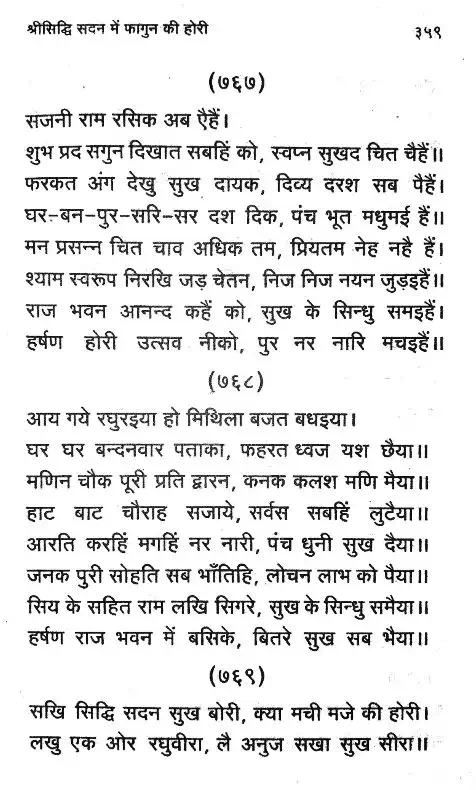 श्रीसिद्धि सदन में फागुन की होरी ३५९
(७६७)
सजनी राम रसिक अब ऐहैं।
शुभ प्रद सगुन दिखात सबहिं को, स्वप्न सुखद चित चैहैं॥
फरकत अंग देखु सुख दायक, दिव्य दरश सब पैहैं।
घर-बन-पुर-सरि-सर दश दिक, पंच भूत मधुमई हैं॥
मन प्रसन्न चित चाव अधिक तम, प्रियतम नेह नहै हैं।
श्याम स्वरूप निरखि जड़ चेतन, निज निज नयन जुड़इहैं॥
राज भवन आनन्द कहैं को, सुख के सिन्धु समइहैं।
हर्षण होरी उत्सव नीको, पुर नर नारि मचइहैं॥
(७६८)
आय गये रघुरइया हो मिथिला बजत बधइया।
घर घर बन्दनवार पताका, फहरत ध्वज यश छैया॥
मणिन चौक पूरी प्रति द्वारन, कनक कलश मणि मैया॥
हाट बाट चौराह सजाये, सर्वस सबहिं लुटैया॥
आरति करहिं मगहिं नर नारी, पंच धुनी सुख दैया॥
जनक पुरी सोहति सब भाँतिहि, लोचन लाभ को पैया॥
सिय के सहित राम लखि सिगरे, सुख के सिन्धु समैया॥
हर्षण राज भवन में बसिके, बितरे सुख सब भैया॥
(७६९)
सखि सिद्धि सदन सुख बोरी, क्या मची मजे की होरी।
लखु एक ओर रघुवीरा, लै अनुज सखा सुख सीरा॥